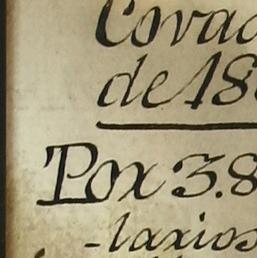 Covad
de 18
Pox 3.8
-laxios